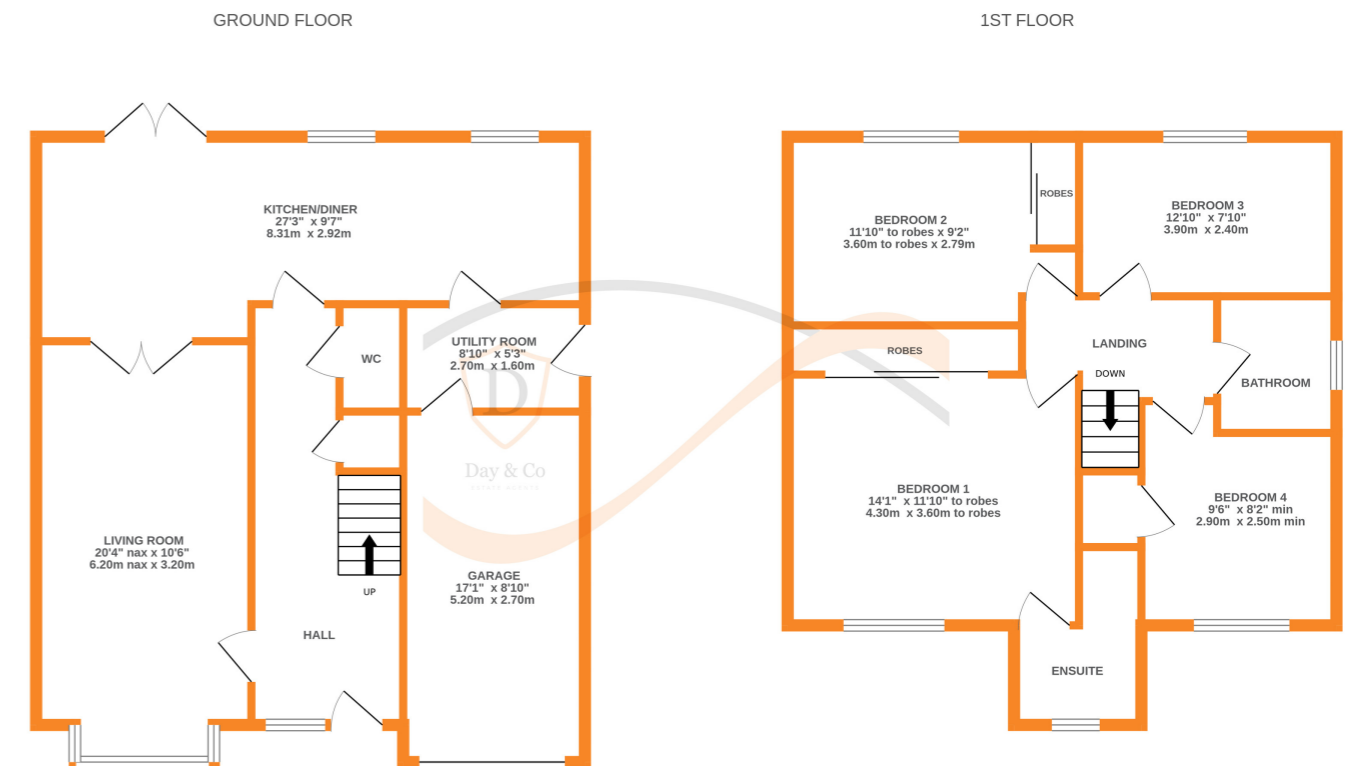 GROUND FLOOR
1ST FLOOR
KITCHEN/DINER
27'3" x 9'7"
8.31m x 2.92m
WC
UTILITY ROOM
8'10" x 5'3"
2.70m x 1.60m
D
Day & Co
ESTATE AGENTS
LIVING ROOM
20'4" nax x 10'6"
6.20m nax x 3.20m
UP
GARAGE
17'1" x 8'10"
5.20m x 2.70m
HALL
BEDROOM 2
11'10" to robes x 9'2"
3.60m to robes x 2.79m
ROBES
BEDROOM 3
12'10" x 7'10"
3.90m x 2.40m
ROBES
LANDING
DOWN
BATHROOM
BEDROOM 1
14'1" x 11'10" to robes
4.30m x 3.60m to robes
BEDROOM 4
9'6" x 8'2" min
2.90m x 2.50m min
ENSUITE